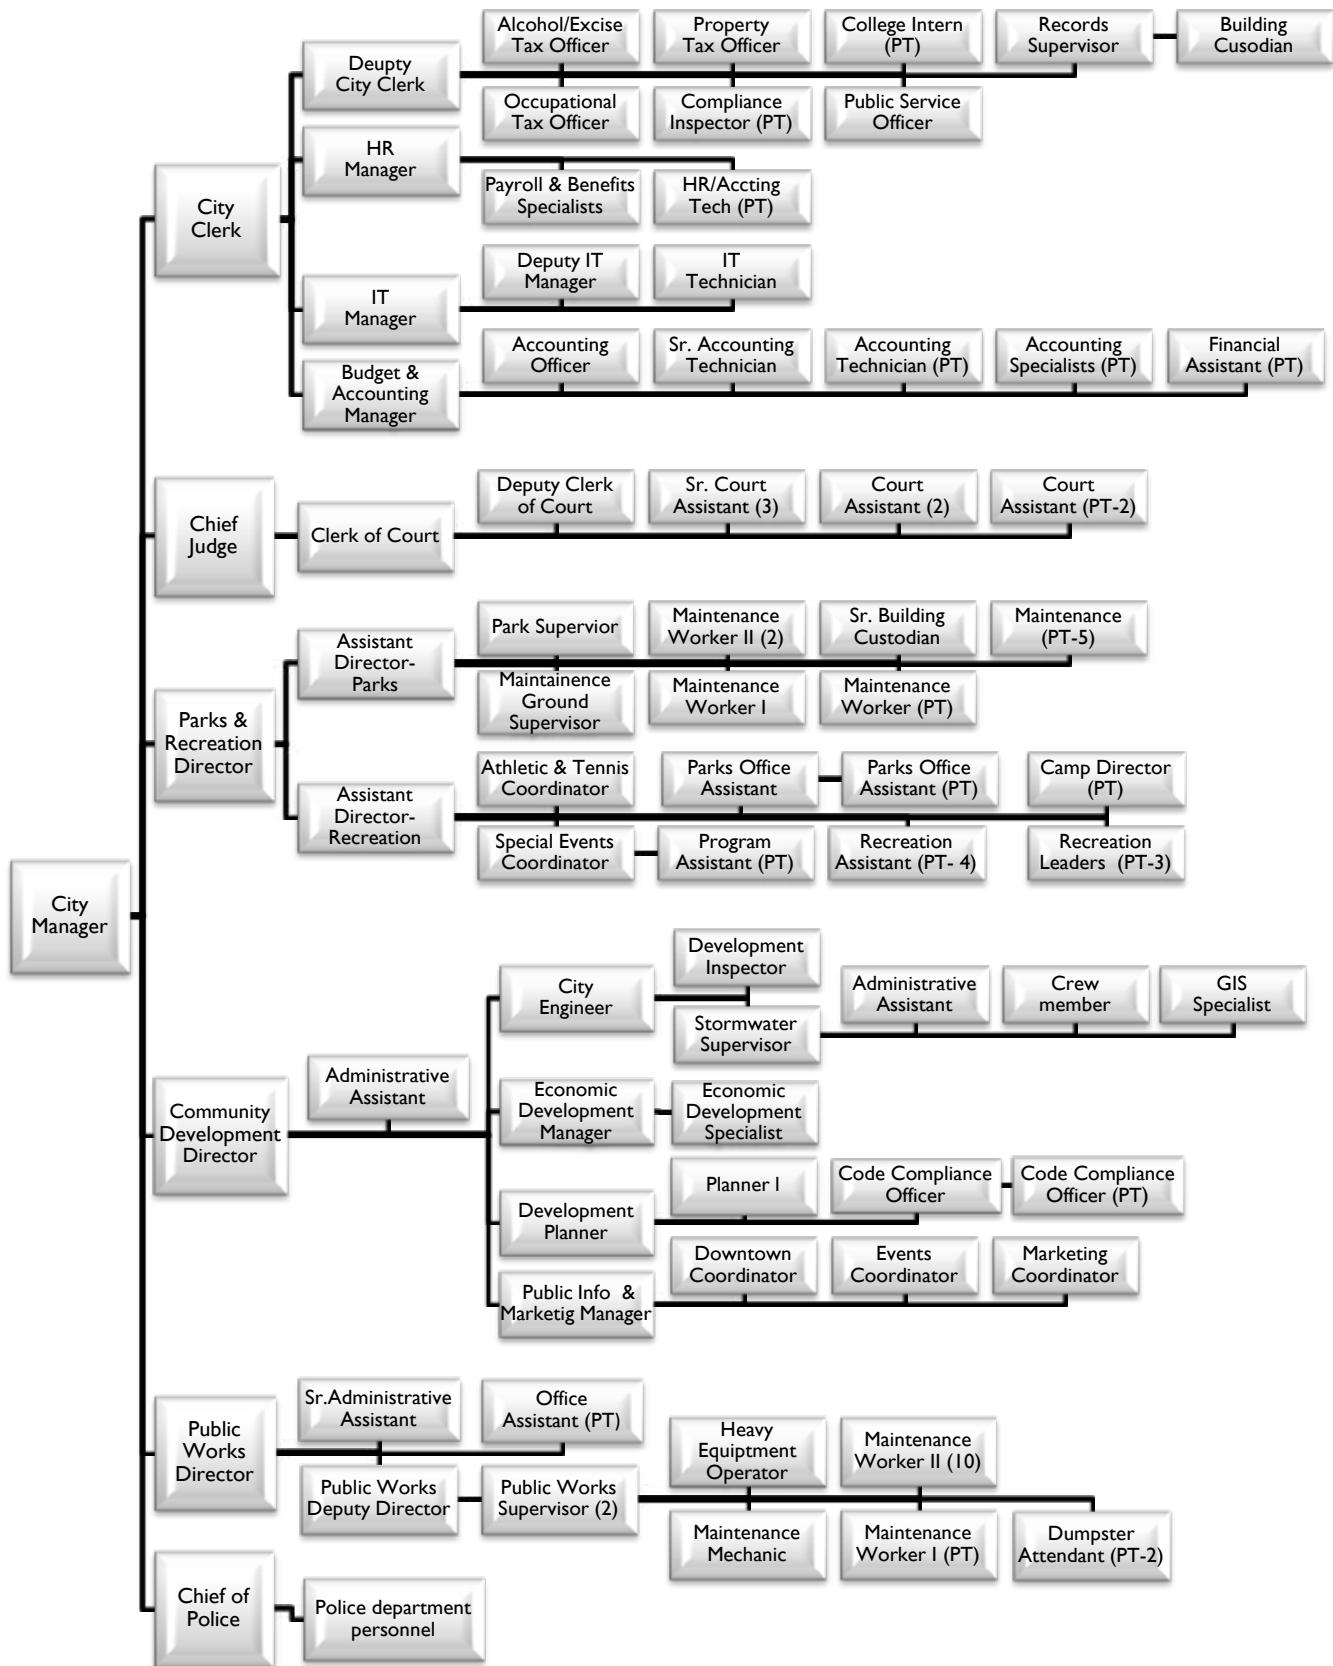 Alcohol/Excise
Tax Officer
Property
Tax Officer
College Intern
(PT)
Records
Supervisor
Building
Cusodian
Deupty
City Clerk
Occupational
Tax Officer
Compliance
Inspector (PT)
Public Service
Officer
HR
Manager
Payroll & Benefits
Specialists
HR/Accting
Tech (PT)
City
Clerk
Deputy IT
Manager
IT
Technician
IT
Manager
Accounting
Officer
Sr. Accounting
Technician
Accounting
Technician (PT)
Accounting
Specialists (PT)
Financial
Assistant (PT)
Budget &
Accounting
Manager
Deputy Clerk
of Court
Sr. Court
Assistant (3)
Court
Assistant (2)
Court
Assistant (PT-2)
Chief
Judge
Clerk of Court
Park Supervior
Maintenance
Worker II (2)
Sr. Building
Custodian
Maintenance
(PT-5)
Assistant
Director-
Parks
Maintainence
Ground
Supervisor
Maintenance
Worker I
Maintenance
Worker (PT)
Parks &
Recreation
Director
Athletic & Tennis
Coordinator
Parks Office
Assistant
Parks Office
Assistant (PT)
Camp Director
(PT)
Assistant
Director-
Recreation
Special Events
Coordinator
Program
Assistant (PT)
Recreation
Assistant (PT- 4)
Recreation
Leaders (PT-3)
City
Manager
Development
Inspector
City
Engineer
Administrative
Assistant
Crew
member
GIS
Specialist
Stormwater
Supervisor
Administrative
Assistant
Community
Development
Director
Economic
Development
Manager
Economic
Development
Specialist
Planner I
Code Compliance
Officer
Code Compliance
Officer (PT)
Development
Planner
Downtown
Coordinator
Events
Coordinator
Marketing
Coordinator
Public Info &
Marketig Manager
Sr.Administrative
Assistant
Office
Assistant (PT)
Heavy
Equiptment
Operator
Maintenance
Worker II (10)
Public
Works
Director
Public Works
Deputy Director
Public Works
Supervisor (2)
Maintenance
Mechanic
Maintenance
Worker I (PT)
Dumpster
Attendant (PT-2)
Chief of
Police
Police department
personnel